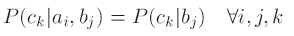 P(c_k|a_i, b_j) = P(c_k|b_j) ∀i, j, k